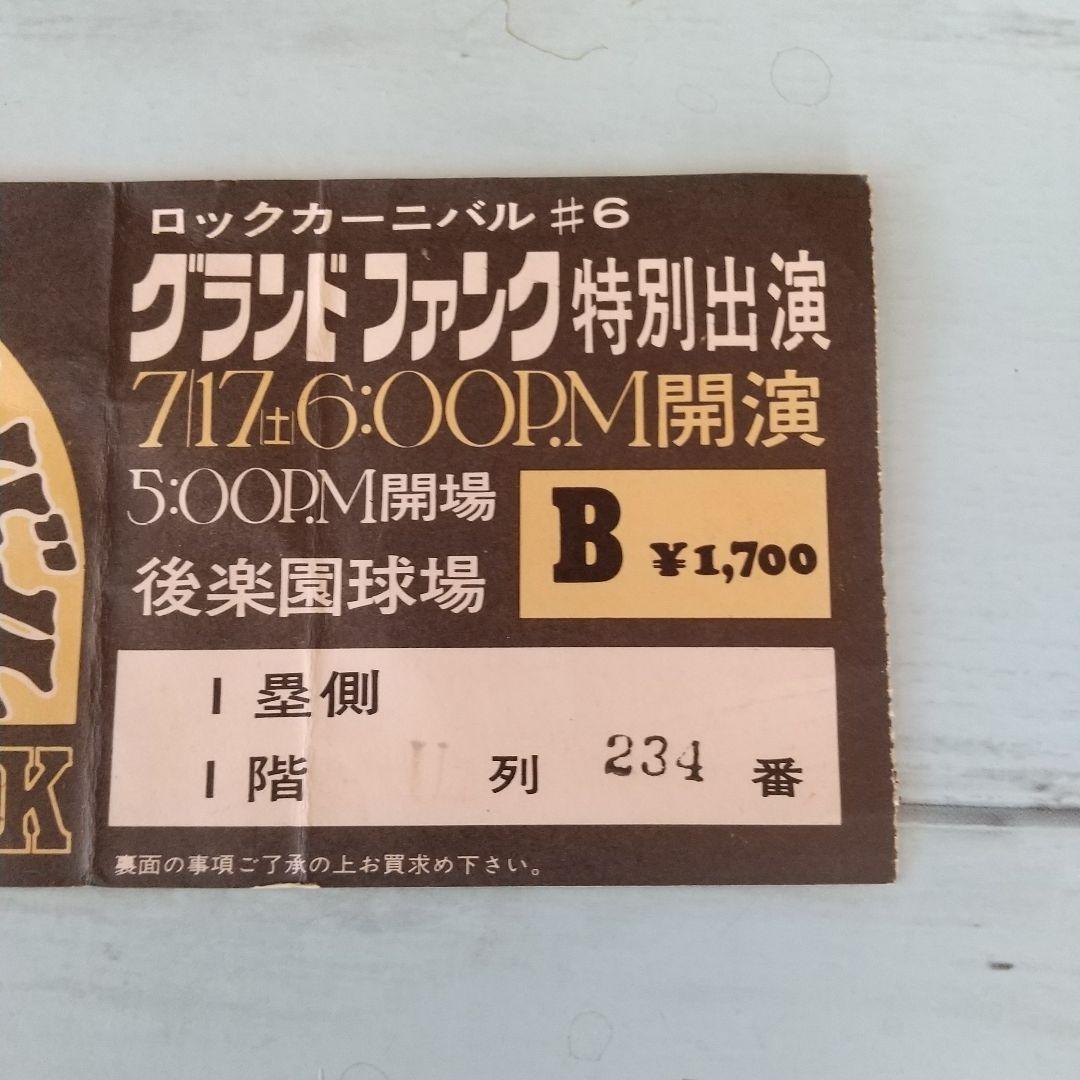 ロックカーニバル #6
グランドファンク特別出演
7/17(土)6:00P.M開演
5:00P.M開場
B ¥1,700
後楽園球場
1塁側
1階 列 234 番
裏面の事項ご了承の上お買求め下さい。
K